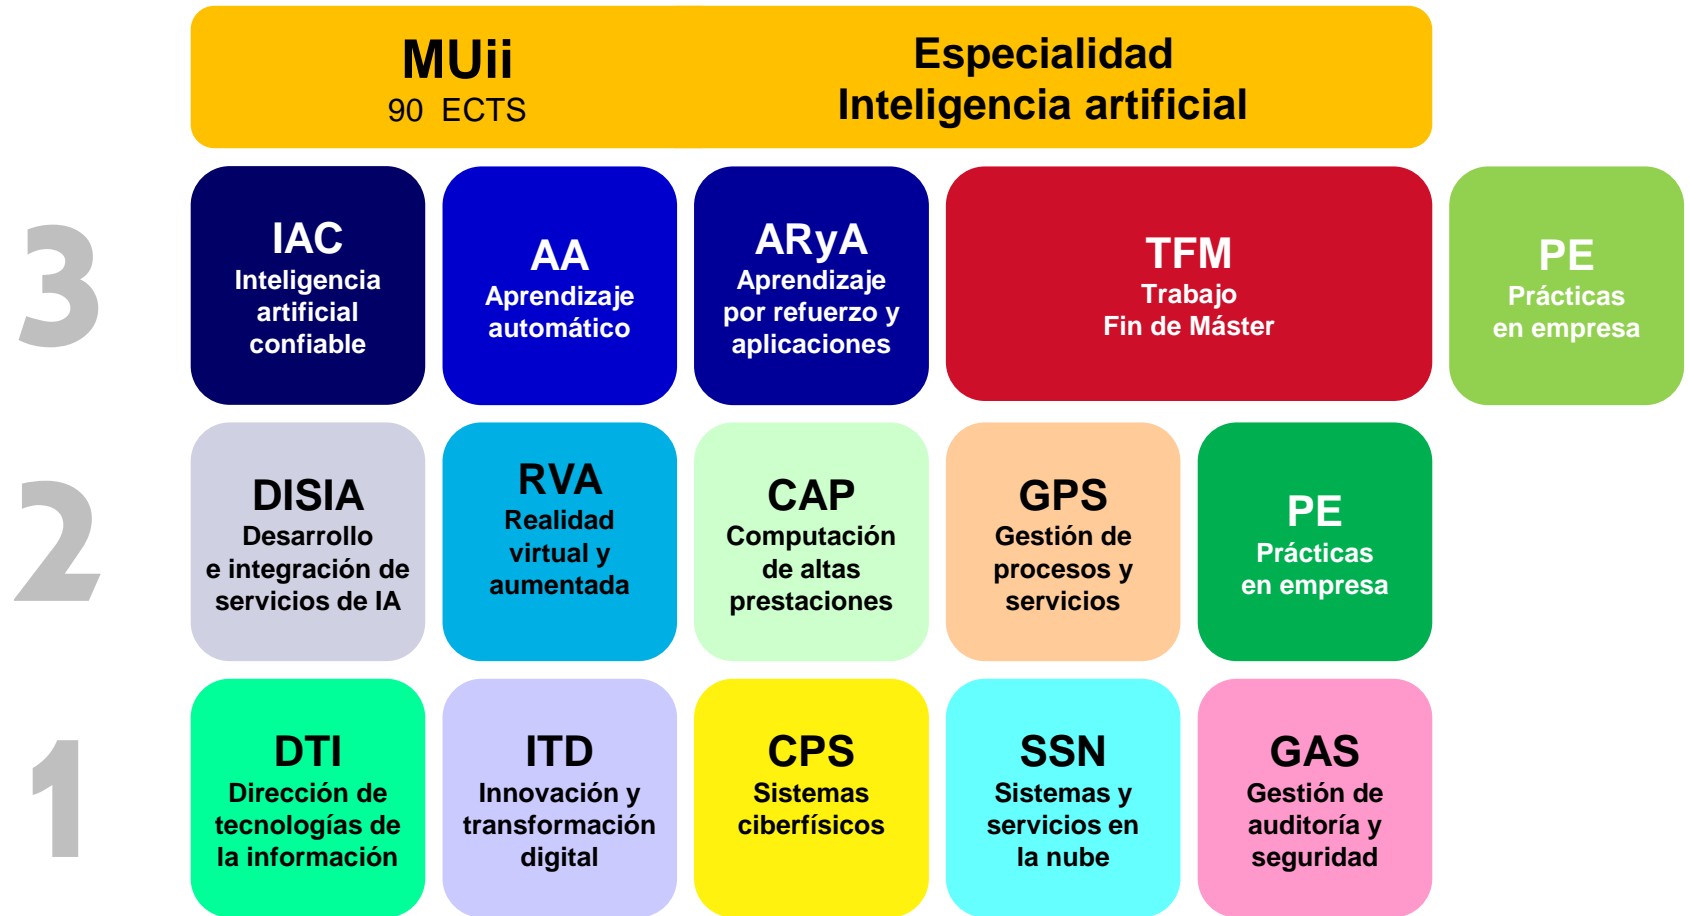 MUii
90 ECTS
Especialidad
Inteligencia artificial
3
IAC
Inteligencia
artificial
confiable
AA
Aprendizaje
automático
ARyA
Aprendizaje
por refuerzo y
aplicaciones
TFM
Trabajo
Fin de Máster
PE
Prácticas
en empresa
2
DISIA
Desarrollo
e integración de
servicios de IA
RVA
Realidad
virtual y
aumentada
CAP
Computación
de altas
prestaciones
GPS
Gestión de
procesos y
servicios
PE
Prácticas
en empresa
1
DTI
Dirección de
tecnologías de
la información
ITD
Innovación y
transformación
digital
CPS
Sistemas
ciberfísicos
SSN
Sistemas y
servicios en
la nube
GAS
Gestión de
auditoría y
seguridad